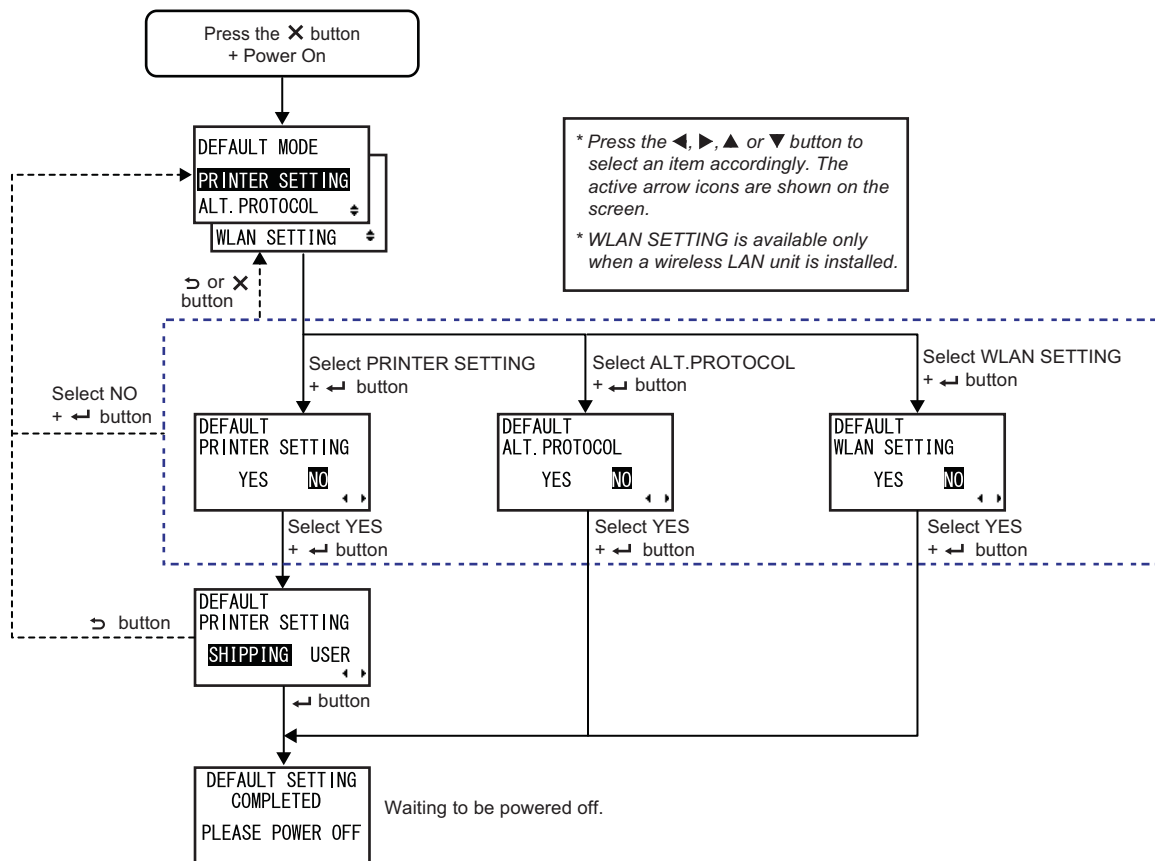 Press the ✕ button
+ Power On
DEFAULT MODE
PRINTER SETTING
ALT.PROTOCOL
WLAN SETTING
* Press the ◀, ▶, ▲ or ▼ button to
select an item accordingly. The
active arrow icons are shown on the
screen.
* WLAN SETTING is available only
when a wireless LAN unit is installed.
⮌ or ✕
button
Select NO
+ ↵ button
Select PRINTER SETTING
+ ↵ button
Select ALT.PROTOCOL
+ ↵ button
Select WLAN SETTING
+ ↵ button
DEFAULT
PRINTER SETTING
YES NO
DEFAULT
ALT.PROTOCOL
YES NO
DEFAULT
WLAN SETTING
YES NO
Select YES
+ ↵ button
Select YES
+ ↵ button
Select YES
+ ↵ button
⮌ button
DEFAULT
PRINTER SETTING
SHIPPING USER
↵ button
DEFAULT SETTING
COMPLETED
PLEASE POWER OFF
Waiting to be powered off.